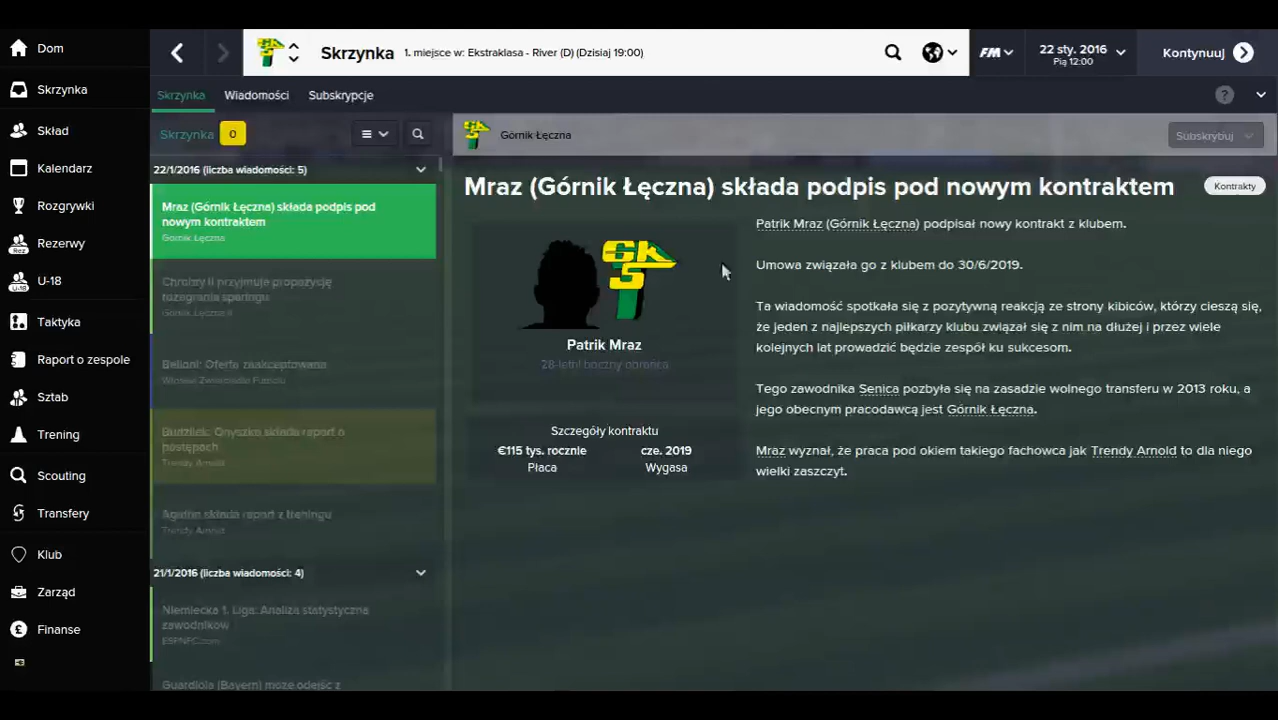 Dom
Skrzynka
Skład
Kalendarz
Rozgrywki
Rezerwy
U-18
Taktyka
Raport o zespole
Sztab
Trening
Scouting
Transfery
Klub
Zarząd
Finanse
Skrzynka
1. miejsce w: Ekstraklasa - River (D) (Dzisiaj 19:00)
FM
22 sty. 2016
Pią 12:00
Kontynuuj
Skrzynka
Wiadomości
Subskrypcje
Skrzynka
0
22/1/2016 (liczba wiadomości: 5)
Mraz (Górnik Łęczna) składa podpis pod
nowym kontraktem
Górnik Łęczna
Chrobry II przyjmuje propozycję
rozegrania sparingu
Górnik Łęczna II
Belloni: Oferta zaakceptowana
Budziłek: Onyszko składa raport o
postępach
Trendy Arnold
składa raport z treningu
Trendy Arnold
21/1/2016 (liczba wiadomości: 4)
Niemiecka 1. Liga: Analiza statystyczna
zawodników
ESPNFC.com
Guardiola (Bayern) może odejść z
Górnik Łęczna
Subskrybuj
Mraz (Górnik Łęczna) składa podpis pod nowym kontraktem
Kontrakty
GK
S
Patrik Mraz
28-letni boczny obrońca
Szczegóły kontraktu
€115 tys. rocznie
Płaca
cze. 2019
Wygasa
Patrik Mraz (Górnik Łęczna) podpisał nowy kontrakt z klubem.
Umowa związała go z klubem do 30/6/2019.
Ta wiadomość spotkała się z pozytywną reakcją ze strony kibiców, którzy cieszą się,
że jeden z najlepszych piłkarzy klubu związał się z nim na dłużej i przez wiele
kolejnych lat prowadzić będzie zespół ku sukcesom.
Tego zawodnika Senica pozbyła się na zasadzie wolnego transferu w 2013 roku, a
jego obecnym pracodawcą jest Górnik Łęczna.
Mraz wyznał, że praca pod okiem takiego fachowca jak Trendy Arnold to dla niego
wielki zaszczyt.